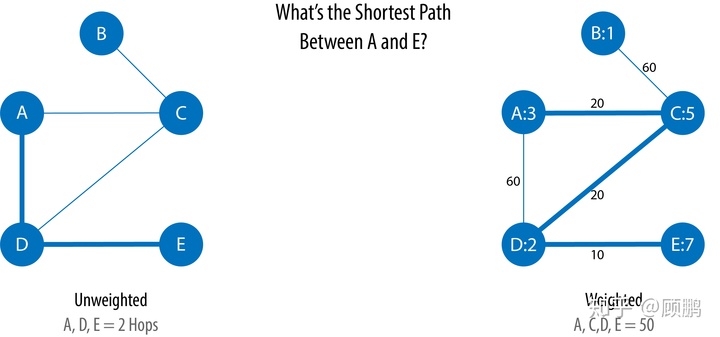 What's the Shortest Path
Between A and E?
B
A
C
D
E
Unweighted
A, D, E = 2 Hops
B:1
60
A:3
20
C:5
60
20
D:2
10
E:7
Weighted
知乎 @顾鹏
A, C,D, E = 50